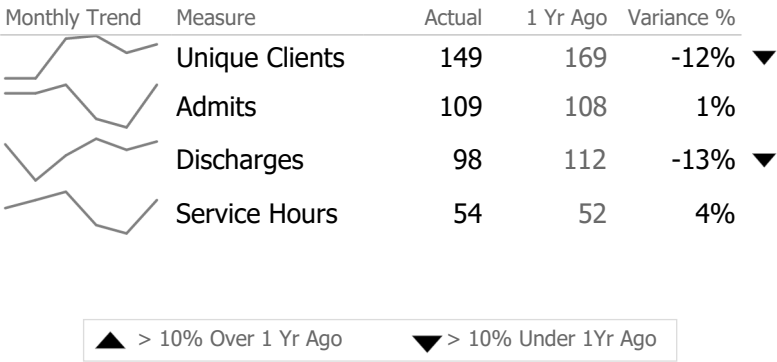 Monthly Trend Measure Actual 1 Yr Ago Variance %
Unique Clients 149 169 -12% ▼
Admits 109 108 1%
Discharges 98 112 -13% ▼
Service Hours 54 52 4%
▲ > 10% Over 1 Yr Ago ▼ > 10% Under 1Yr Ago